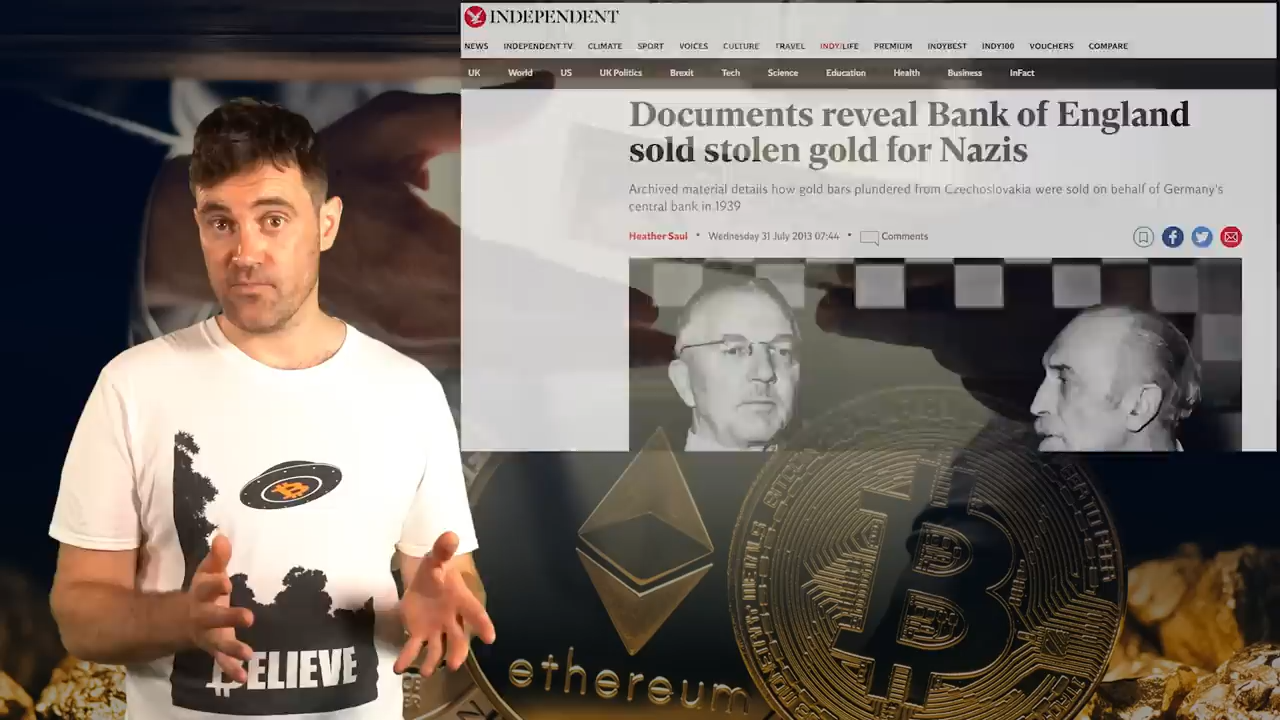 INDEPENDENT
NEWS INDEPENDENT TV CLIMATE SPORT VOICES CULTURE TRAVEL INDY/LIFE PREMIUM INDYBEST INDY100 VOUCHERS COMPARE
UK World US UK Politics Brexit Tech Science Education Health Business InFact
Documents reveal Bank of England
sold stolen gold for Nazis
Archived material details how gold bars plundered from Czechoslovakia were sold on behalf of Germany's
central bank in 1939
Heather Saul • Wednesday 31 July 2013 07:44 • Comments
₿ELIEVE
ethereum